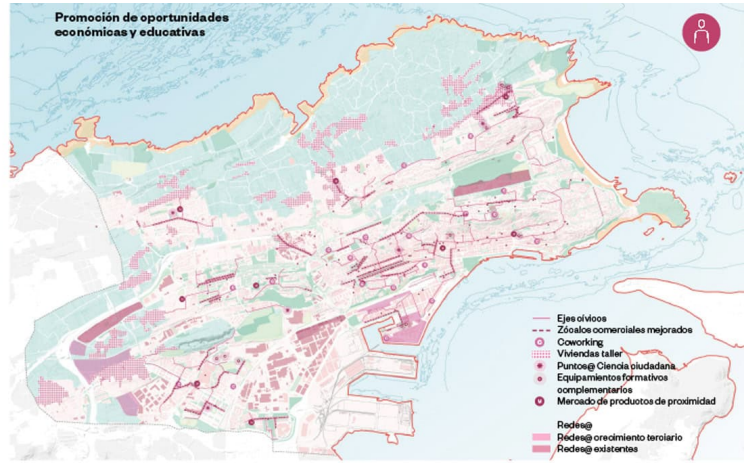 Promoción de oportunidades
económicas y educativas
Ejes cívicos
Zócalos comerciales mejorados
Coworking
Viviendas taller
Puntos@ Ciencia ciudadana
Equipamientos formativos
complementarios
Mercado de productos de proximidad
Redes@
Redes@ crecimiento terciario
Redes@ existentes